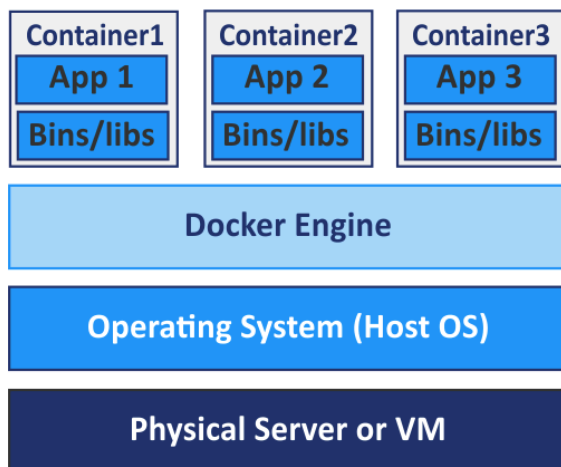 Container1 Container2 Container3
App 1 App 2 App 3
Bins/libs Bins/libs Bins/libs
Docker Engine
Operating System (Host OS)
Physical Server or VM